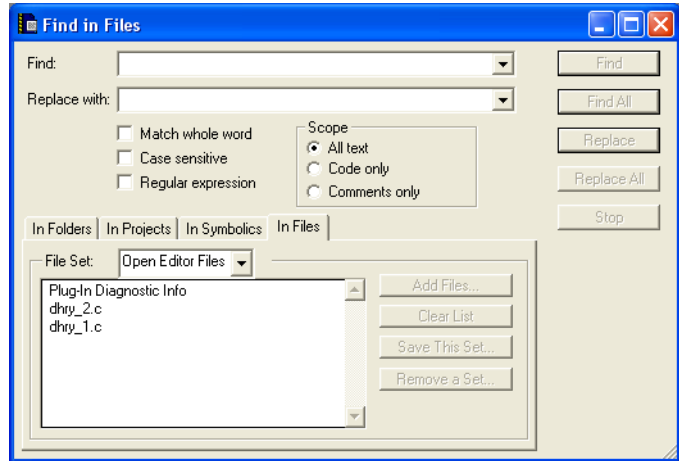 Find in Files
Find:
Find
Replace with:
Find All
Match whole word
Case sensitive
Regular expression
Scope
All text
Code only
Comments only
Replace
Replace All
Stop
In Folders In Projects In Symbolics In Files
File Set: Open Editor Files
Plug-In Diagnostic Info
dhry_2.c
dhry_1.c
Add Files...
Clear List
Save This Set...
Remove a Set...